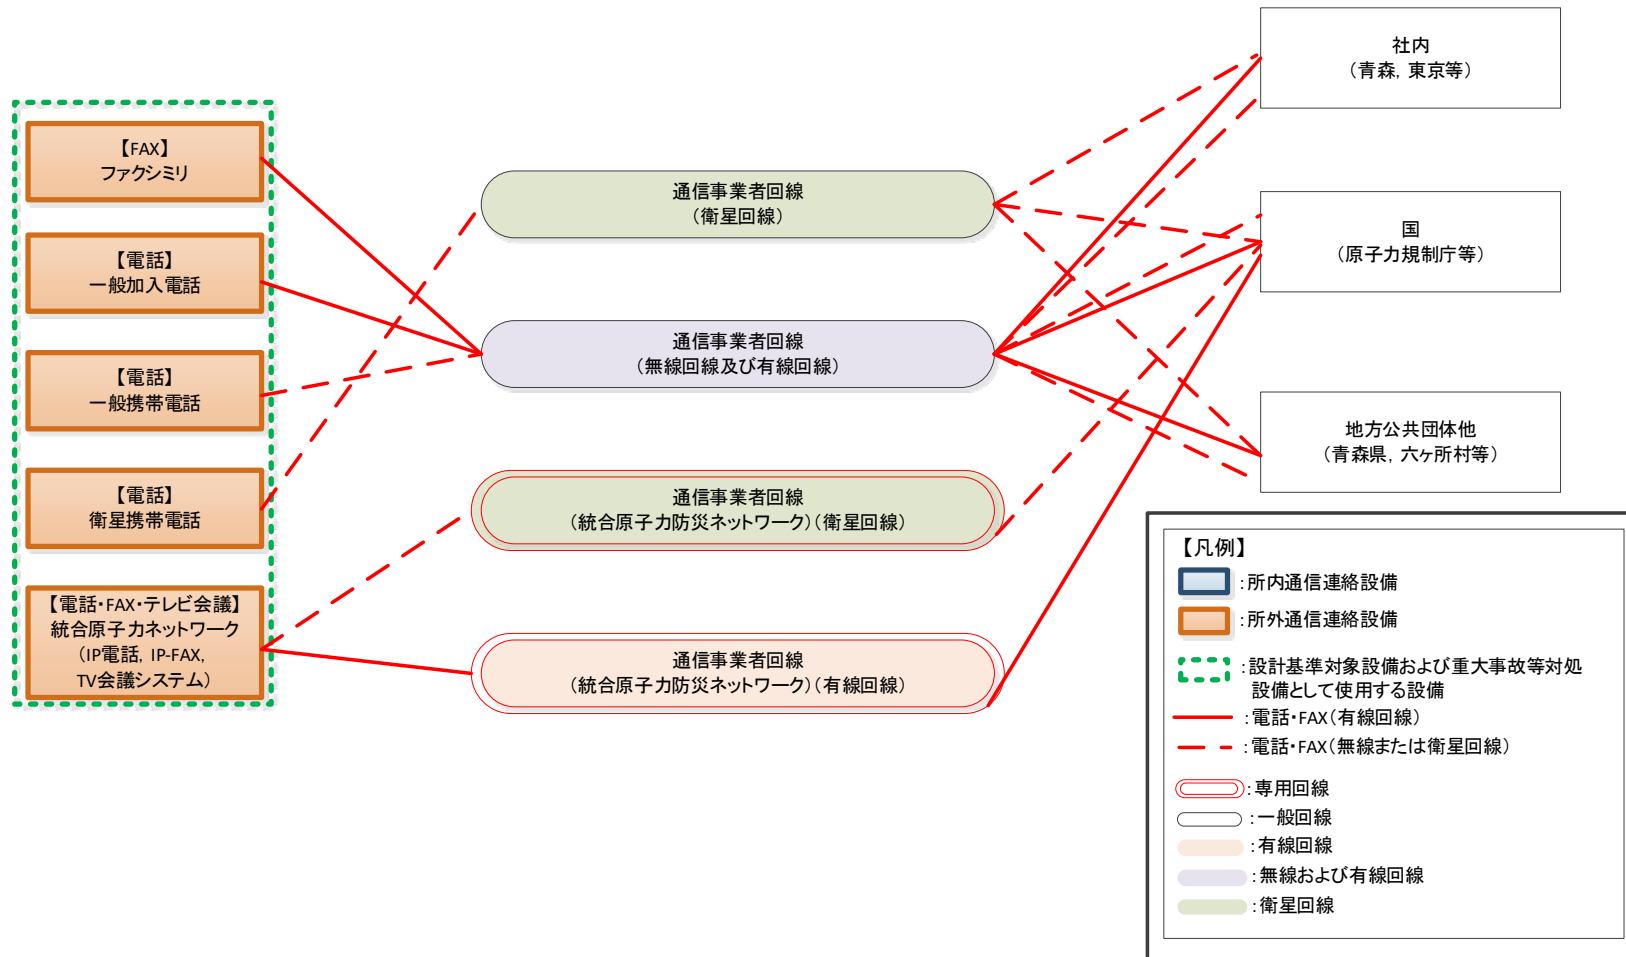 【FAX】
ファクシミリ
【電話】
一般加入電話
【電話】
一般携帯電話
【電話】
衛星携帯電話
【電話・FAX・テレビ会議】
統合原子力ネットワーク
（IP電話, IP-FAX,
TV会議システム）
通信事業者回線
（衛星回線）
通信事業者回線
（無線回線及び有線回線）
通信事業者回線
（統合原子力防災ネットワーク）（衛星回線）
通信事業者回線
（統合原子力防災ネットワーク）（有線回線）
社内
（青森, 東京等）
国
（原子力規制庁等）
地方公共団体他
（青森県, 六ヶ所村等）
【凡例】
：所内通信連絡設備
：所外通信連絡設備
：設計基準対象設備および重大事故等対処
設備として使用する設備
：電話・FAX（有線回線）
：電話・FAX（無線または衛星回線）
：専用回線
：一般回線
：有線回線
：無線および有線回線
：衛星回線